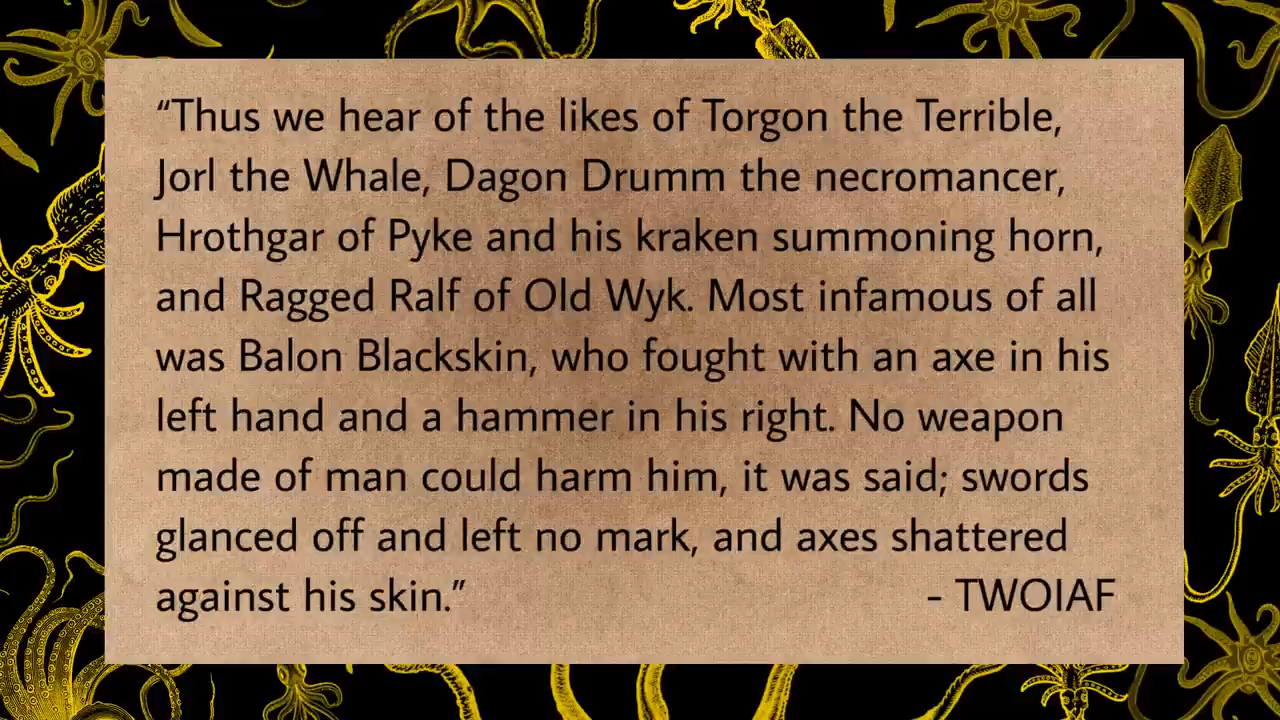 “Thus we hear of the likes of Torgon the Terrible,
Jorl the Whale, Dagon Drumm the necromancer,
Hrothgar of Pyke and his kraken summoning horn,
and Ragged Ralf of Old Wyk. Most infamous of all
was Balon Blackskin, who fought with an axe in his
left hand and a hammer in his right. No weapon
made of man could harm him, it was said; swords
glanced off and left no mark, and axes shattered
against his skin.” - TWOIAF